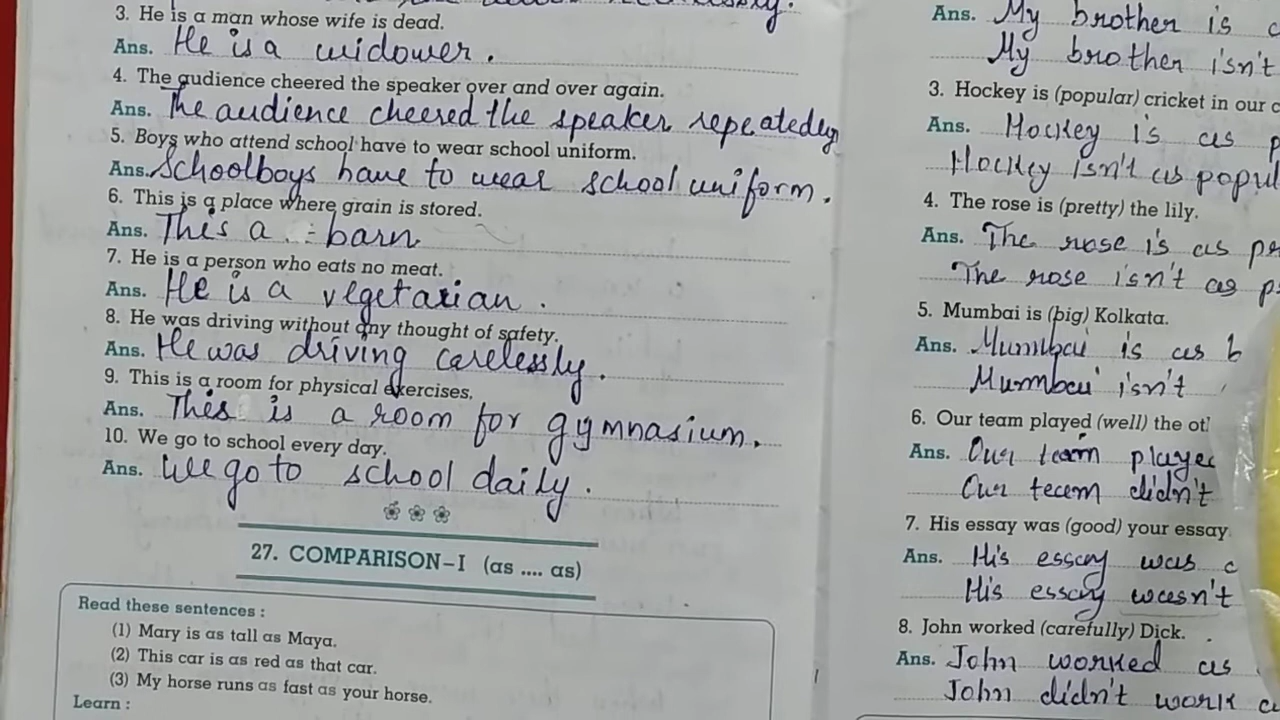 3. He is a man whose wife is dead.
Ans. He is a widower.
4. The audience cheered the speaker over and over again.
Ans. The audience cheered the speaker repeatedly
5. Boys who attend school have to wear school uniform.
Ans. Schoolboys have to wear school uniform.
6. This is a place where grain is stored.
Ans. This a barn
7. He is a person who eats no meat.
Ans. He is a vegetarian.
8. He was driving without any thought of safety.
Ans. He was driving carelessly.
9. This is a room for physical exercises.
Ans. This is a room for gymnasium.
10. We go to school every day.
Ans. We go to school daily.
27. COMPARISON-I (as .... as)
Read these sentences :
(1) Mary is as tall as Maya.
(2) This car is as red as that car.
(3) My horse runs as fast as your horse.
Learn :
Ans. My brother is
My brother isn't
3. Hockey is (popular) cricket in our
Ans. Hockey is as
Hockey isn't as popul
4. The rose is (pretty) the lily.
Ans. The rose is as
The rose isn't as
5. Mumbai is (big) Kolkata.
Ans. Mumbai is as b
Mumbai isn't
6. Our team played (well) the
Ans. Our team played
Our team didn't
7. His essay was (good) your essay
Ans. His essay was
His essay wasn't
8. John worked (carefully) Dick.
Ans. John worked as
John didn't work